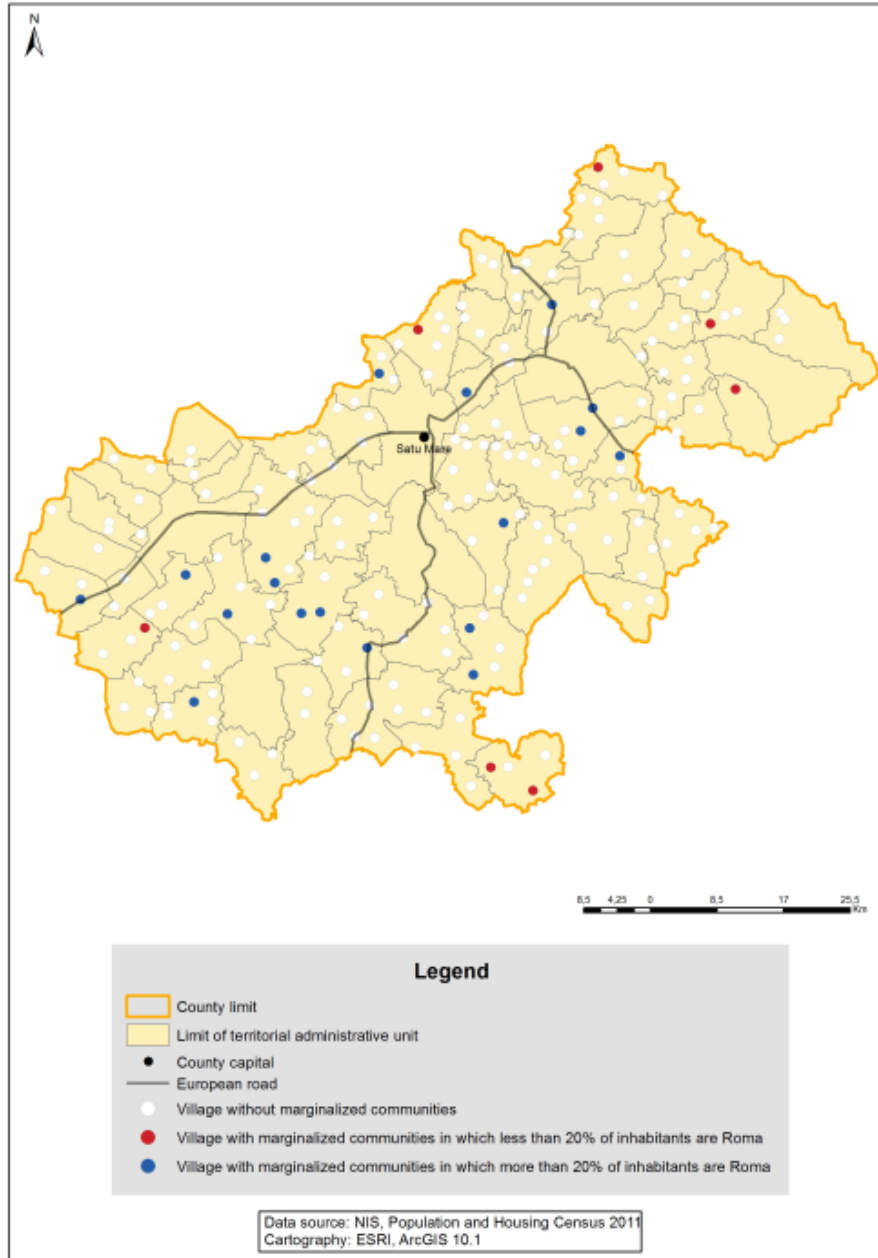 N
Satu Mare
8,5 4,25 0 8,5 17 25,5
Km
Legend
County limit
Limit of territorial administrative unit
County capital
European road
Village without marginalized communities
Village with marginalized communities in which less than 20% of inhabitants are Roma
Village with marginalized communities in which more than 20% of inhabitants are Roma
Data source: NIS, Population and Housing Census 2011
Cartography: ESRI, ArcGIS 10.1